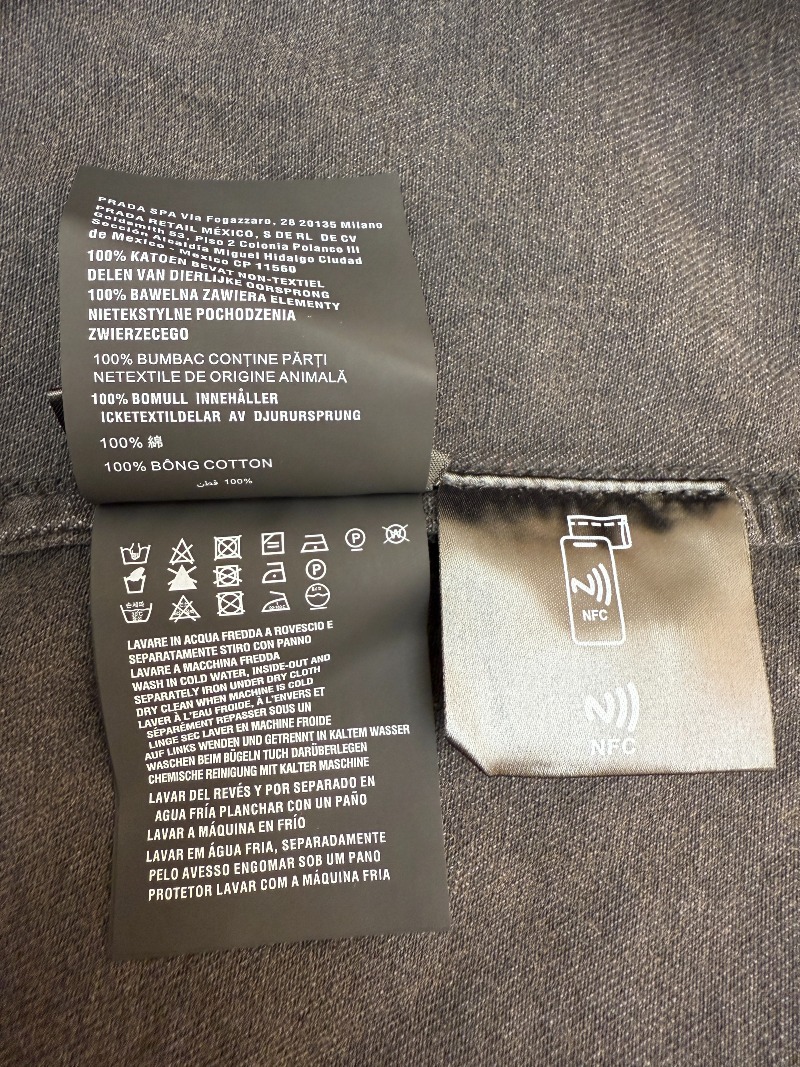 PRADA SPA Via Fogazzaro, 28 20135 Milano
PRADA RETAIL MÉXICO, S DE RL DE CV
Goldsmith 53, Piso 2 Colonia Polanco III
Sección Alcaldía Miguel Hidalgo Ciudad
de Mexico - Mexico CP 11560
100% KATOEN BEVAT NON-TEXTIEL
DELEN VAN DIERLIJKE OORSPRONG
100% BAWELNA ZAWIERA ELEMENTY
NIETEKSTYLNE POCHODZENIA
ZWIERZECEGO
100% BUMBAC CONȚINE PĂRȚI
NETEXTILE DE ORIGINE ANIMALĂ
100% BOMULL INNEHÅLLER
ICKETEXTILDELAR AV DJURURSPRUNG
100% 綿
100% BÔNG COTTON
100% قطن
P
W
P
LAVARE IN ACQUA FREDDA A ROVESCIO E
SEPARATAMENTE STIRO CON PANNO
LAVARE A MACCHINA FREDDA
WASH IN COLD WATER, INSIDE-OUT AND
SEPARATELY IRON UNDER DRY CLOTH
DRY CLEAN WHEN MACHINE IS COLD
LAVER À L'EAU FROIDE, À L'ENVERS ET
SÉPARÉMENT REPASSER SOUS UN
LINGE SEC LAVER EN MACHINE FROIDE
AUF LINKS WENDEN UND GETRENNT IN KALTEM WASSER
WASCHEN BEIM BÜGELN TUCH DARÜBERLEGEN
CHEMISCHE REINIGUNG MIT KALTER MASCHINE
LAVAR DEL REVÉS Y POR SEPARADO EN
AGUA FRÍA PLANCHAR CON UN PAÑO
LAVAR A MÁQUINA EN FRÍO
LAVAR EM ÁGUA FRIA, SEPARADAMENTE
PELO AVESSO ENGOMAR SOB UM PANO
PROTETOR LAVAR COM A MÁQUINA FRIA
NFC
NFC